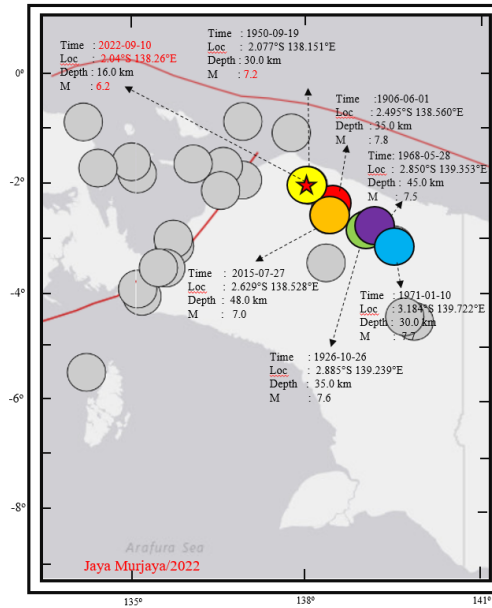 Time : 1950-09-19
Loc : 2.077°S 138.151°E
Depth : 30.0 km
M : 7.2
Time : 2022-09-10
Loc : 2.04°S 138.26°E
Depth : 16.0 km
M : 6.2
Time :1906-06-01
Loc : 2.495°S 138.560°E
Depth : 35.0 km
M : 7.8
Time : 1968-05-28
Loc : 2.850°S 139.353°E
Depth : 45.0 km
M : 7.5
Time : 2015-07-27
Loc : 2.629°S 138.528°E
Depth : 48.0 km
M : 7.0
Time : 1971-01-10
Loc : 3.184°S 139.722°E
Depth : 30.0 km
M : 7.7
Time : 1926-10-26
Loc : 2.885°S 139.239°E
Depth : 35.0 km
M : 7.6
0°
-2°
-4°
-6°
-8°
Arafura Sea
Jaya Murjaya/2022
135°
138°
141°